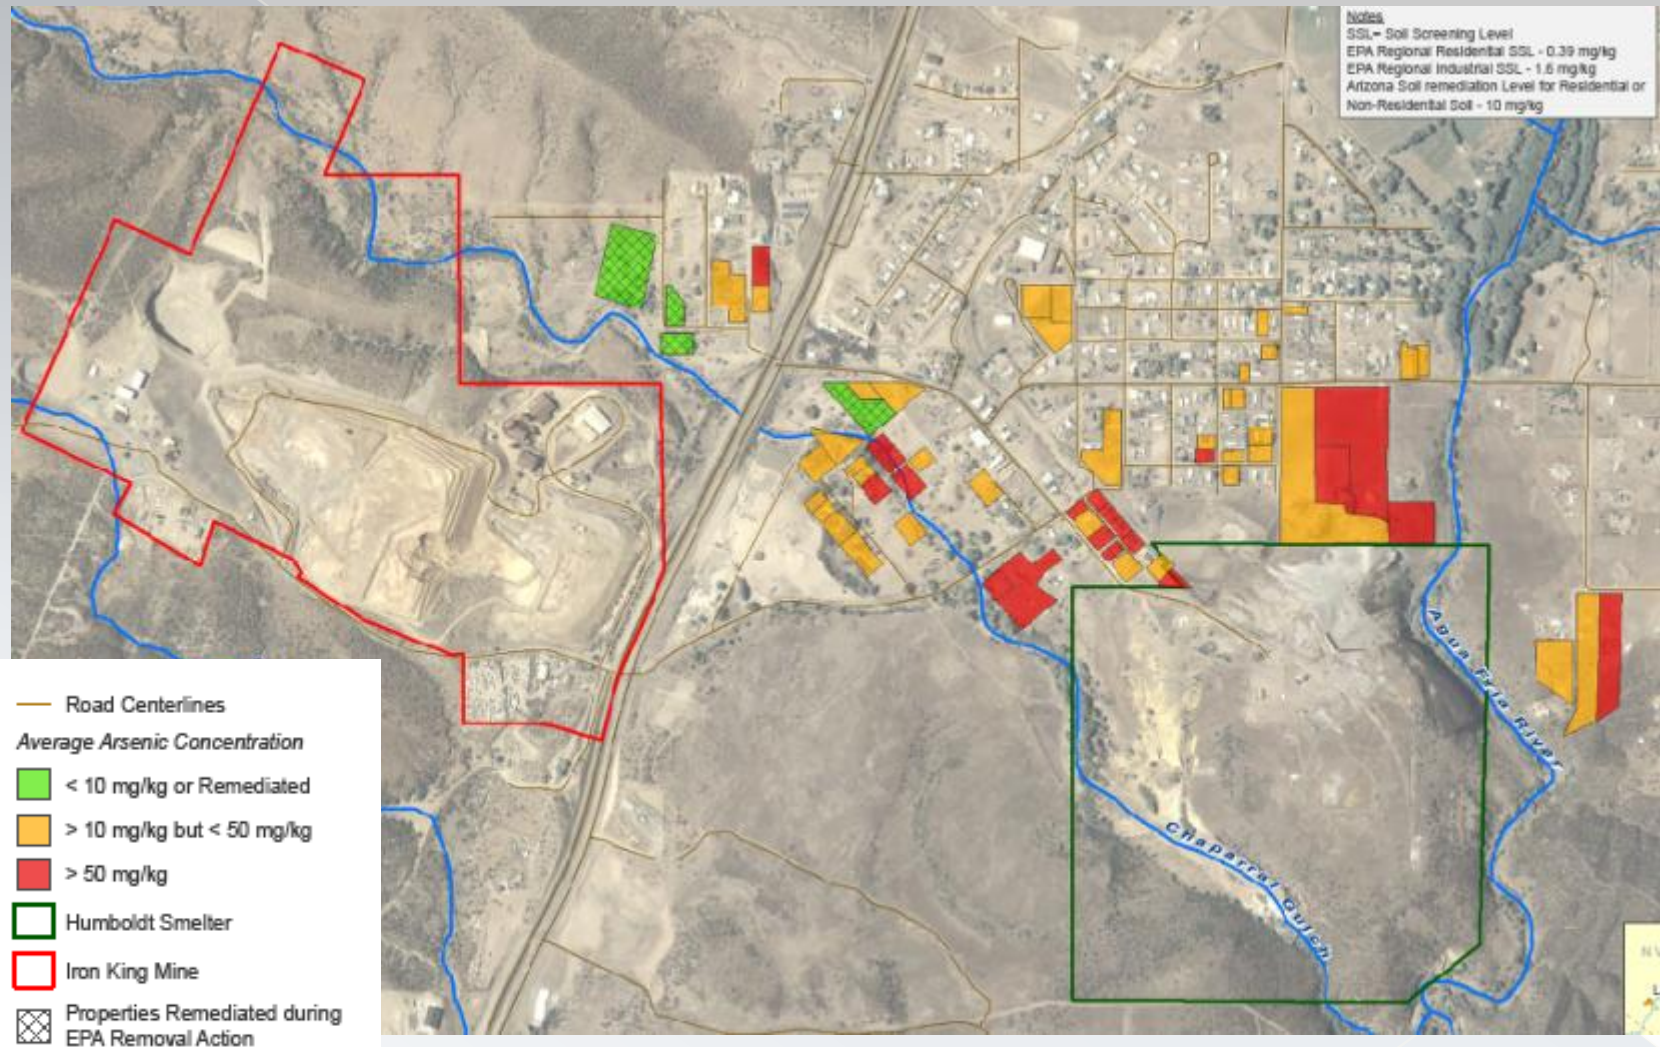 Notes
SSL= Soil Screening Level
EPA Regional Residential SSL - 0.39 mg/kg
EPA Regional Industrial SSL - 1.6 mg/kg
Arizona Soil remediation Level for Residential or
Non-Residential Soil - 10 mg/kg
Agua Fria River
Chaparral Gulch
Road Centerlines
Average Arsenic Concentration
< 10 mg/kg or Remediated
> 10 mg/kg but < 50 mg/kg
> 50 mg/kg
Humboldt Smelter
Iron King Mine
Properties Remediated during
EPA Removal Action